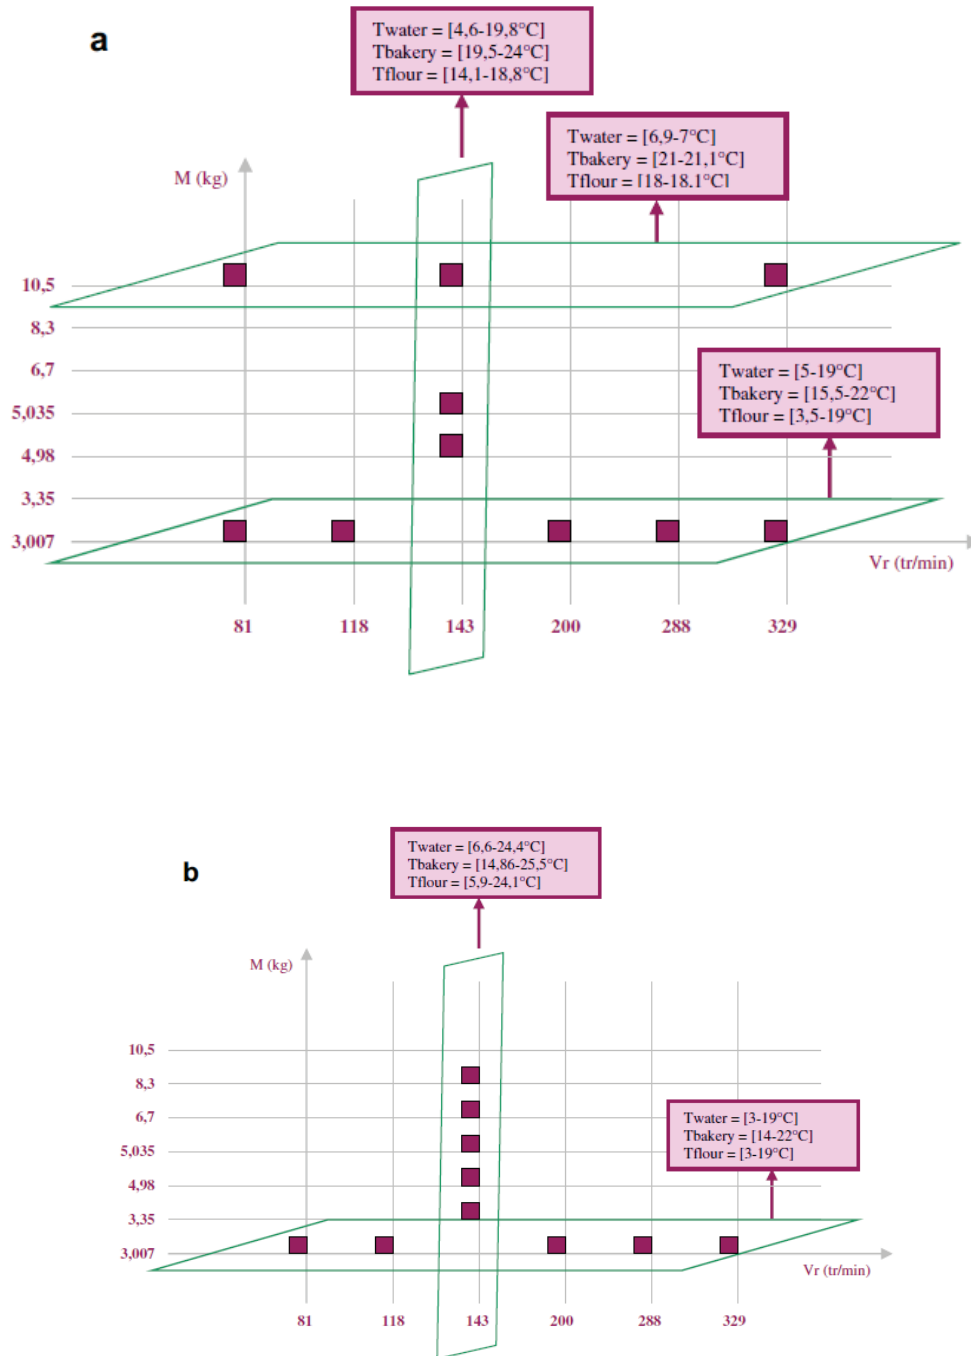 a
Twater = [4,6-19,8°C]
Tbakery = [19,5-24°C]
Tflour = [14,1-18,8°C]
Twater = [6,9-7°C]
Tbakery = [21-21,1°C]
Tflour = [18-18,1°C]
M (kg)
10,5
8,3
6,7
5,035
4,98
3,35
3,007
Twater = [5-19°C]
Tbakery = [15,5-22°C]
Tflour = [3,5-19°C]
Vr (tr/min)
81 118 143 200 288 329
b
Twater = [6,6-24,4°C]
Tbakery = [14,86-25,5°C]
Tflour = [5,9-24,1°C]
M (kg)
10,5
8,3
6,7
5,035
4,98
3,35
3,007
Twater = [3-19°C]
Tbakery = [14-22°C]
Tflour = [3-19°C]
Vr (tr/min)
81 118 143 200 288 329